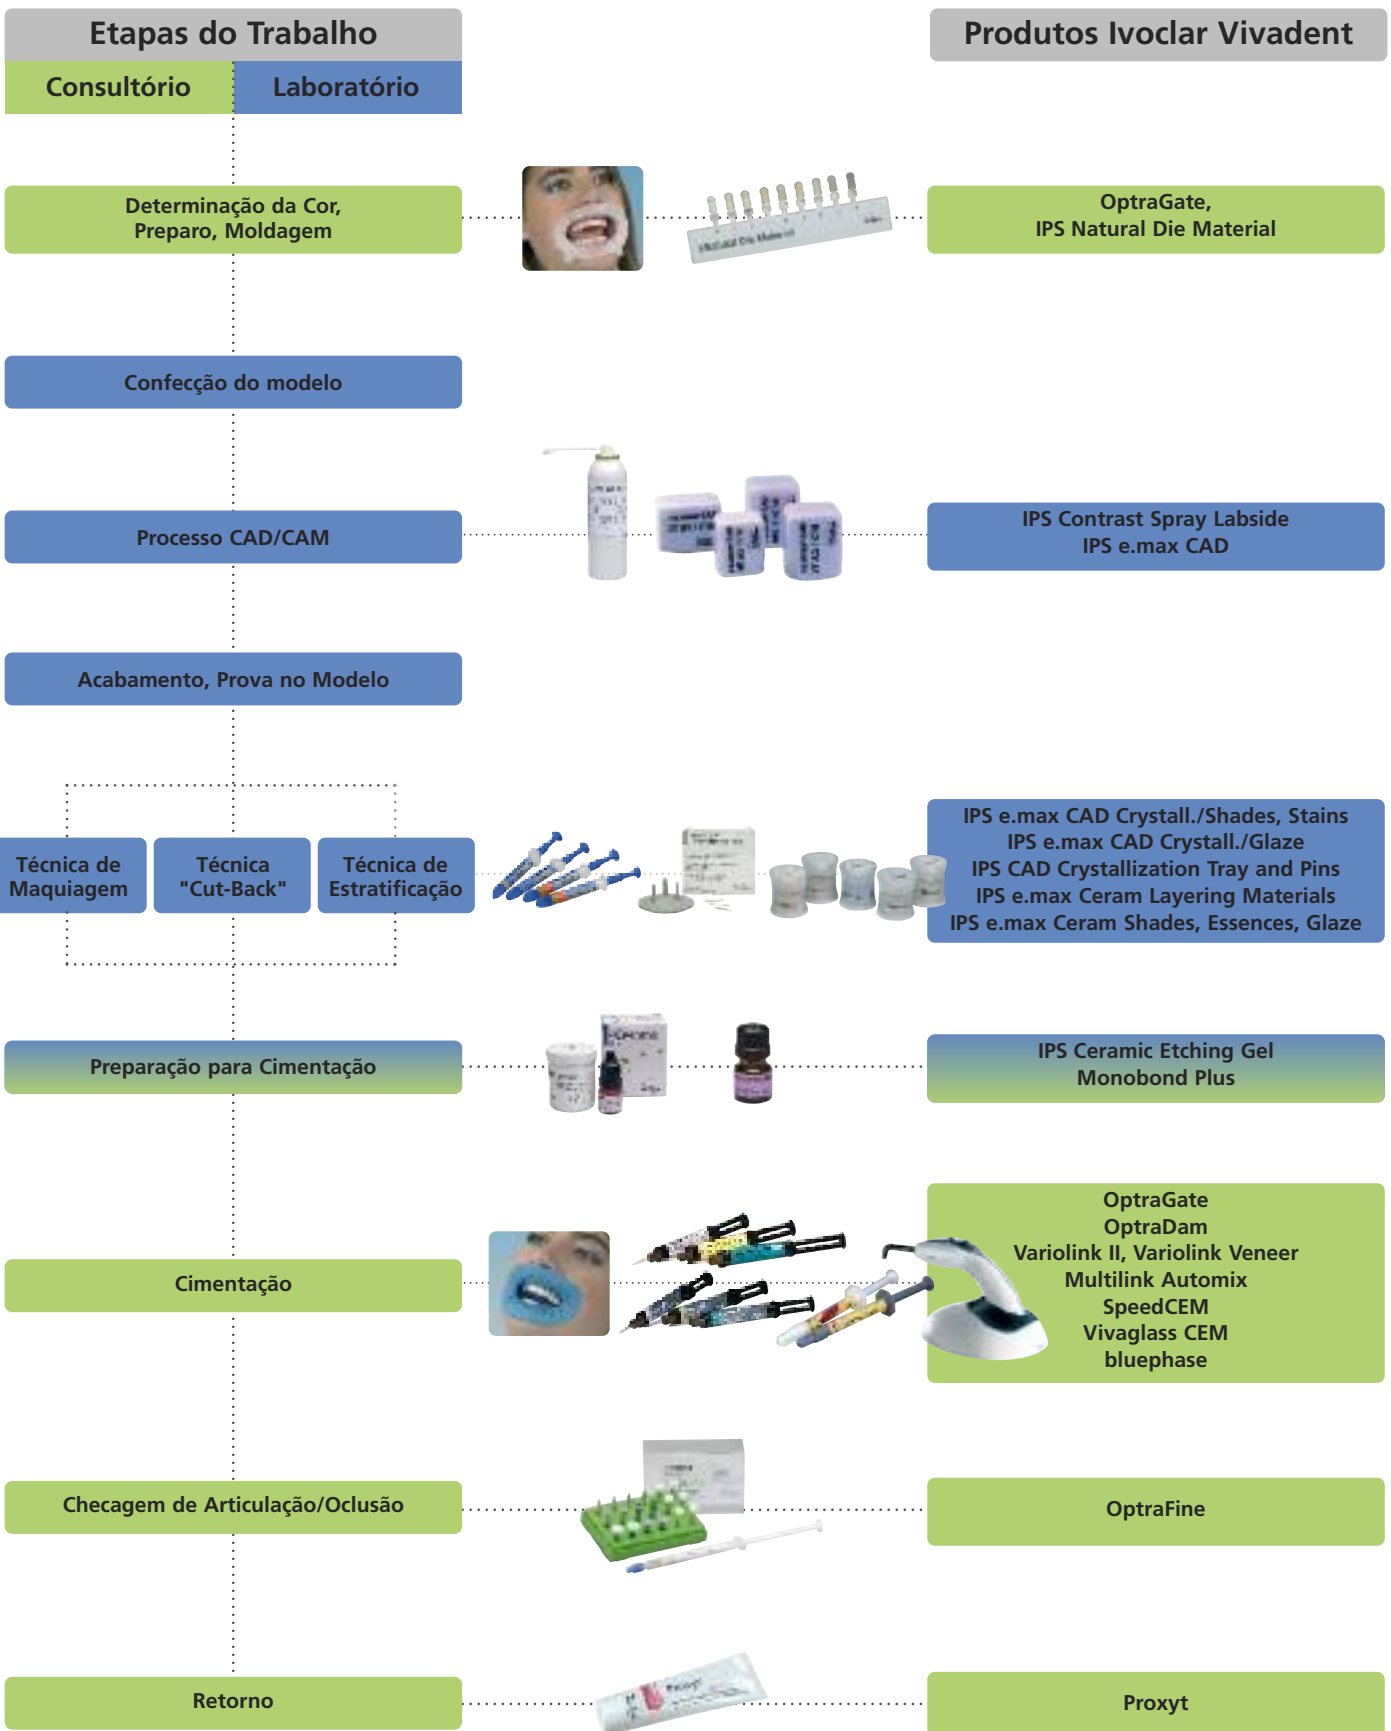 Etapas do Trabalho
Produtos Ivoclar Vivadent
Consultório
Laboratório
Determinação da Cor,
Preparo, Moldagem
Natural Die Material
OptraGate,
IPS Natural Die Material
Confecção do modelo
Processo CAD/CAM
IPS Contrast Spray Labside
IPS e.max CAD
Acabamento, Prova no Modelo
Técnica de
Maquiagem
Técnica
"Cut-Back"
Técnica de
Estratificação
IPS e.max CAD Crystall./Shades, Stains
IPS e.max CAD Crystall./Glaze
IPS CAD Crystallization Tray and Pins
IPS e.max Ceram Layering Materials
IPS e.max Ceram Shades, Essences, Glaze
Preparação para Cimentação
IPS Ceramic Etching Gel
Monobond Plus
Cimentação
OptraGate
OptraDam
Variolink II, Variolink Veneer
Multilink Automix
SpeedCEM
Vivaglass CEM
bluephase
Checagem de Articulação/Oclusão
OptraFine
Retorno
Proxyt
Proxyt